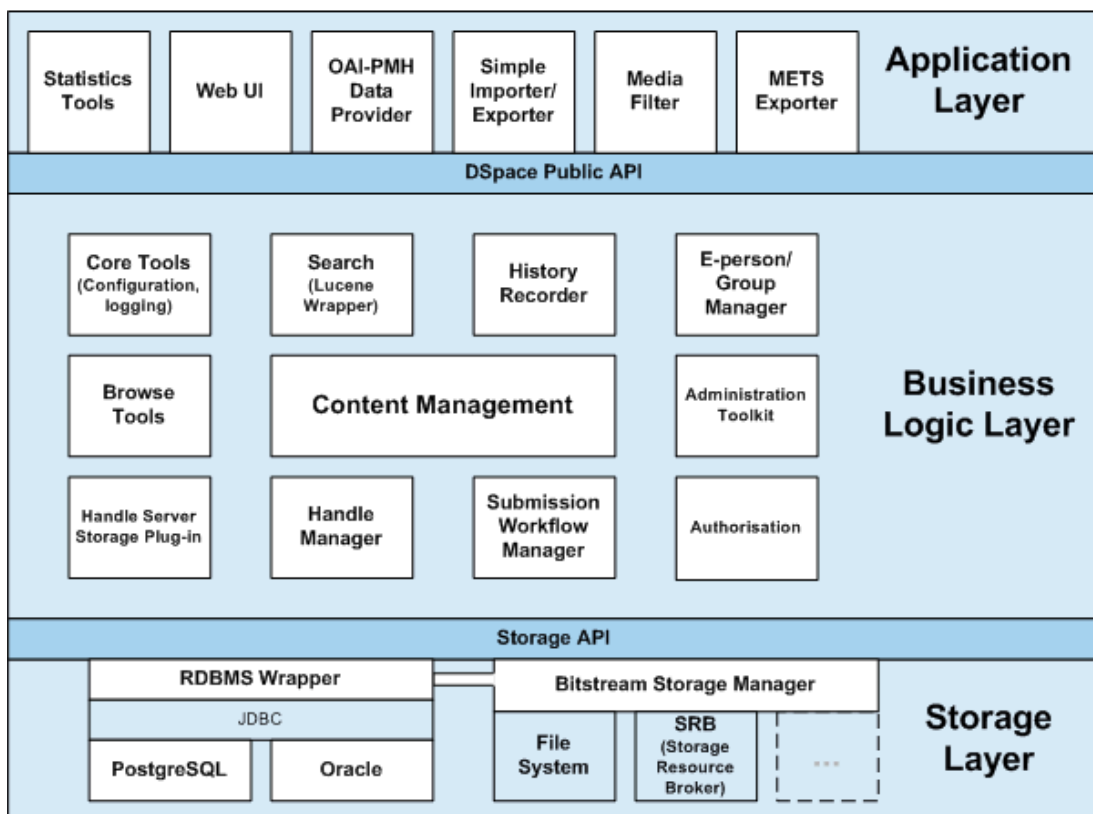 Statistics
Tools
Web UI
OAI-PMH
Data
Provider
Simple
Importer/
Exporter
Media
Filter
METS
Exporter
Application
Layer
DSpace Public API
Core Tools
(Configuration,
logging)
Search
(Lucene
Wrapper)
History
Recorder
E-person/
Group
Manager
Browse
Tools
Content Management
Administration
Toolkit
Business
Logic Layer
Handle Server
Storage Plug-in
Handle
Manager
Submission
Workflow
Manager
Authorisation
Storage API
RDBMS Wrapper
JDBC
PostgreSQL
Oracle
Bitstream Storage Manager
File
System
SRB
(Storage
Resource
Broker)
...
Storage
Layer